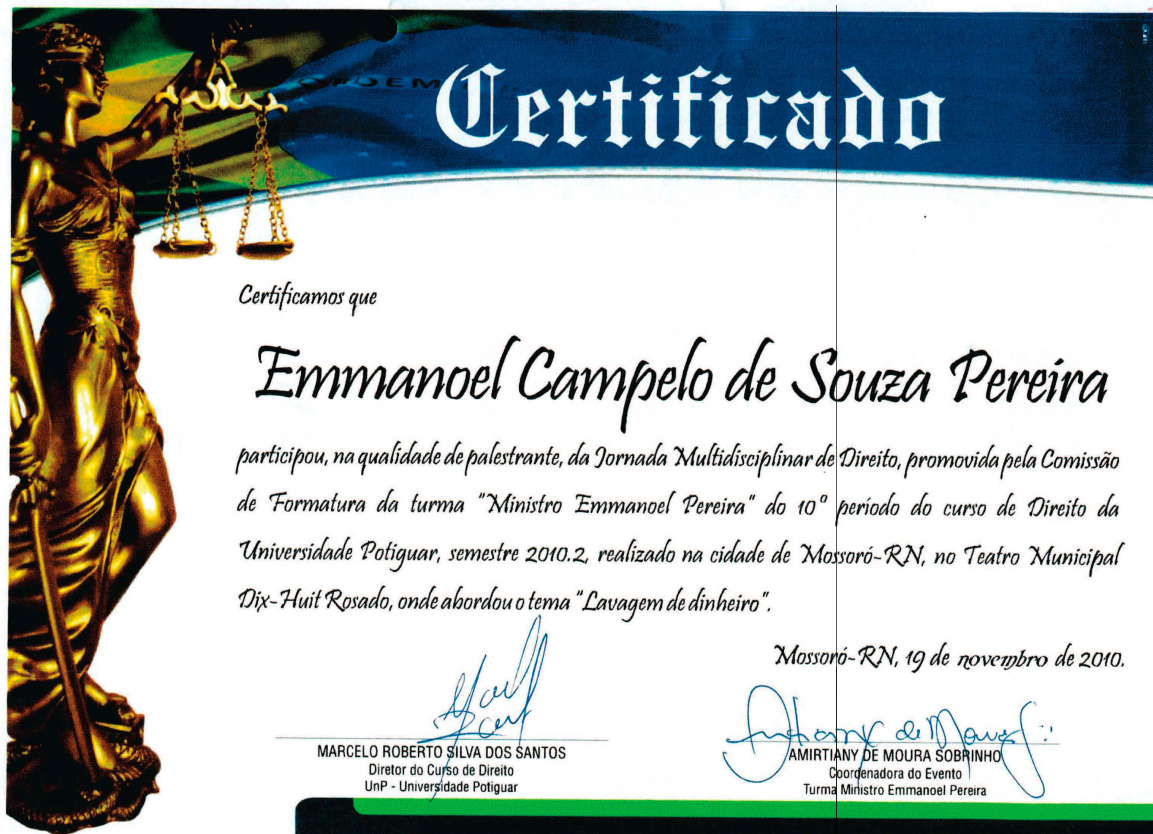 Certificado
Certificamos que
Emmanoel Campelo de Souza Pereira
participou, na qualidade de palestrante, da Jornada Multidisciplinar de Direito, promovida pela Comissão
de Formatura da turma "Ministro Emmanoel Pereira" do 10º período do curso de Direito da
Universidade Potiguar, semestre 2010.2, realizado na cidade de Mossoró-RN, no Teatro Municipal
Dix-Huit Rosado, onde abordou o tema "Lavagem de dinheiro".
Mossoró-RN, 19 de novembro de 2010.
MARCELO ROBERTO SILVA DOS SANTOS
Diretor do Curso de Direito
UnP - Universidade Potiguar
AMIRTIANY DE MOURA SOBRINHO
Coordenadora do Evento
Turma Ministro Emmanoel Pereira